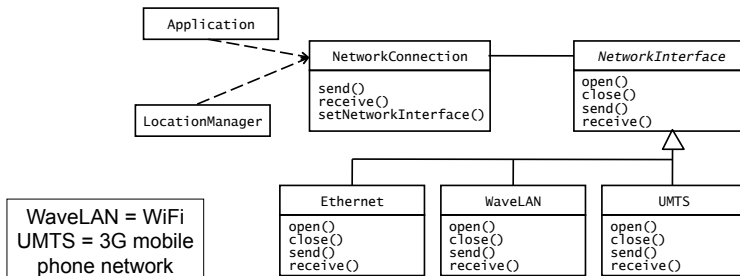 Application
NetworkConnection
NetworkInterface
send()
receive()
setNetworkInterface()
open()
close()
send()
receive()
LocationManager
Ethernet
open()
close()
send()
receive()
WaveLAN
open()
close()
send()
receive()
UMTS
open()
close()
send()
receive()
WaveLAN = WiFi
UMTS = 3G mobile
phone network